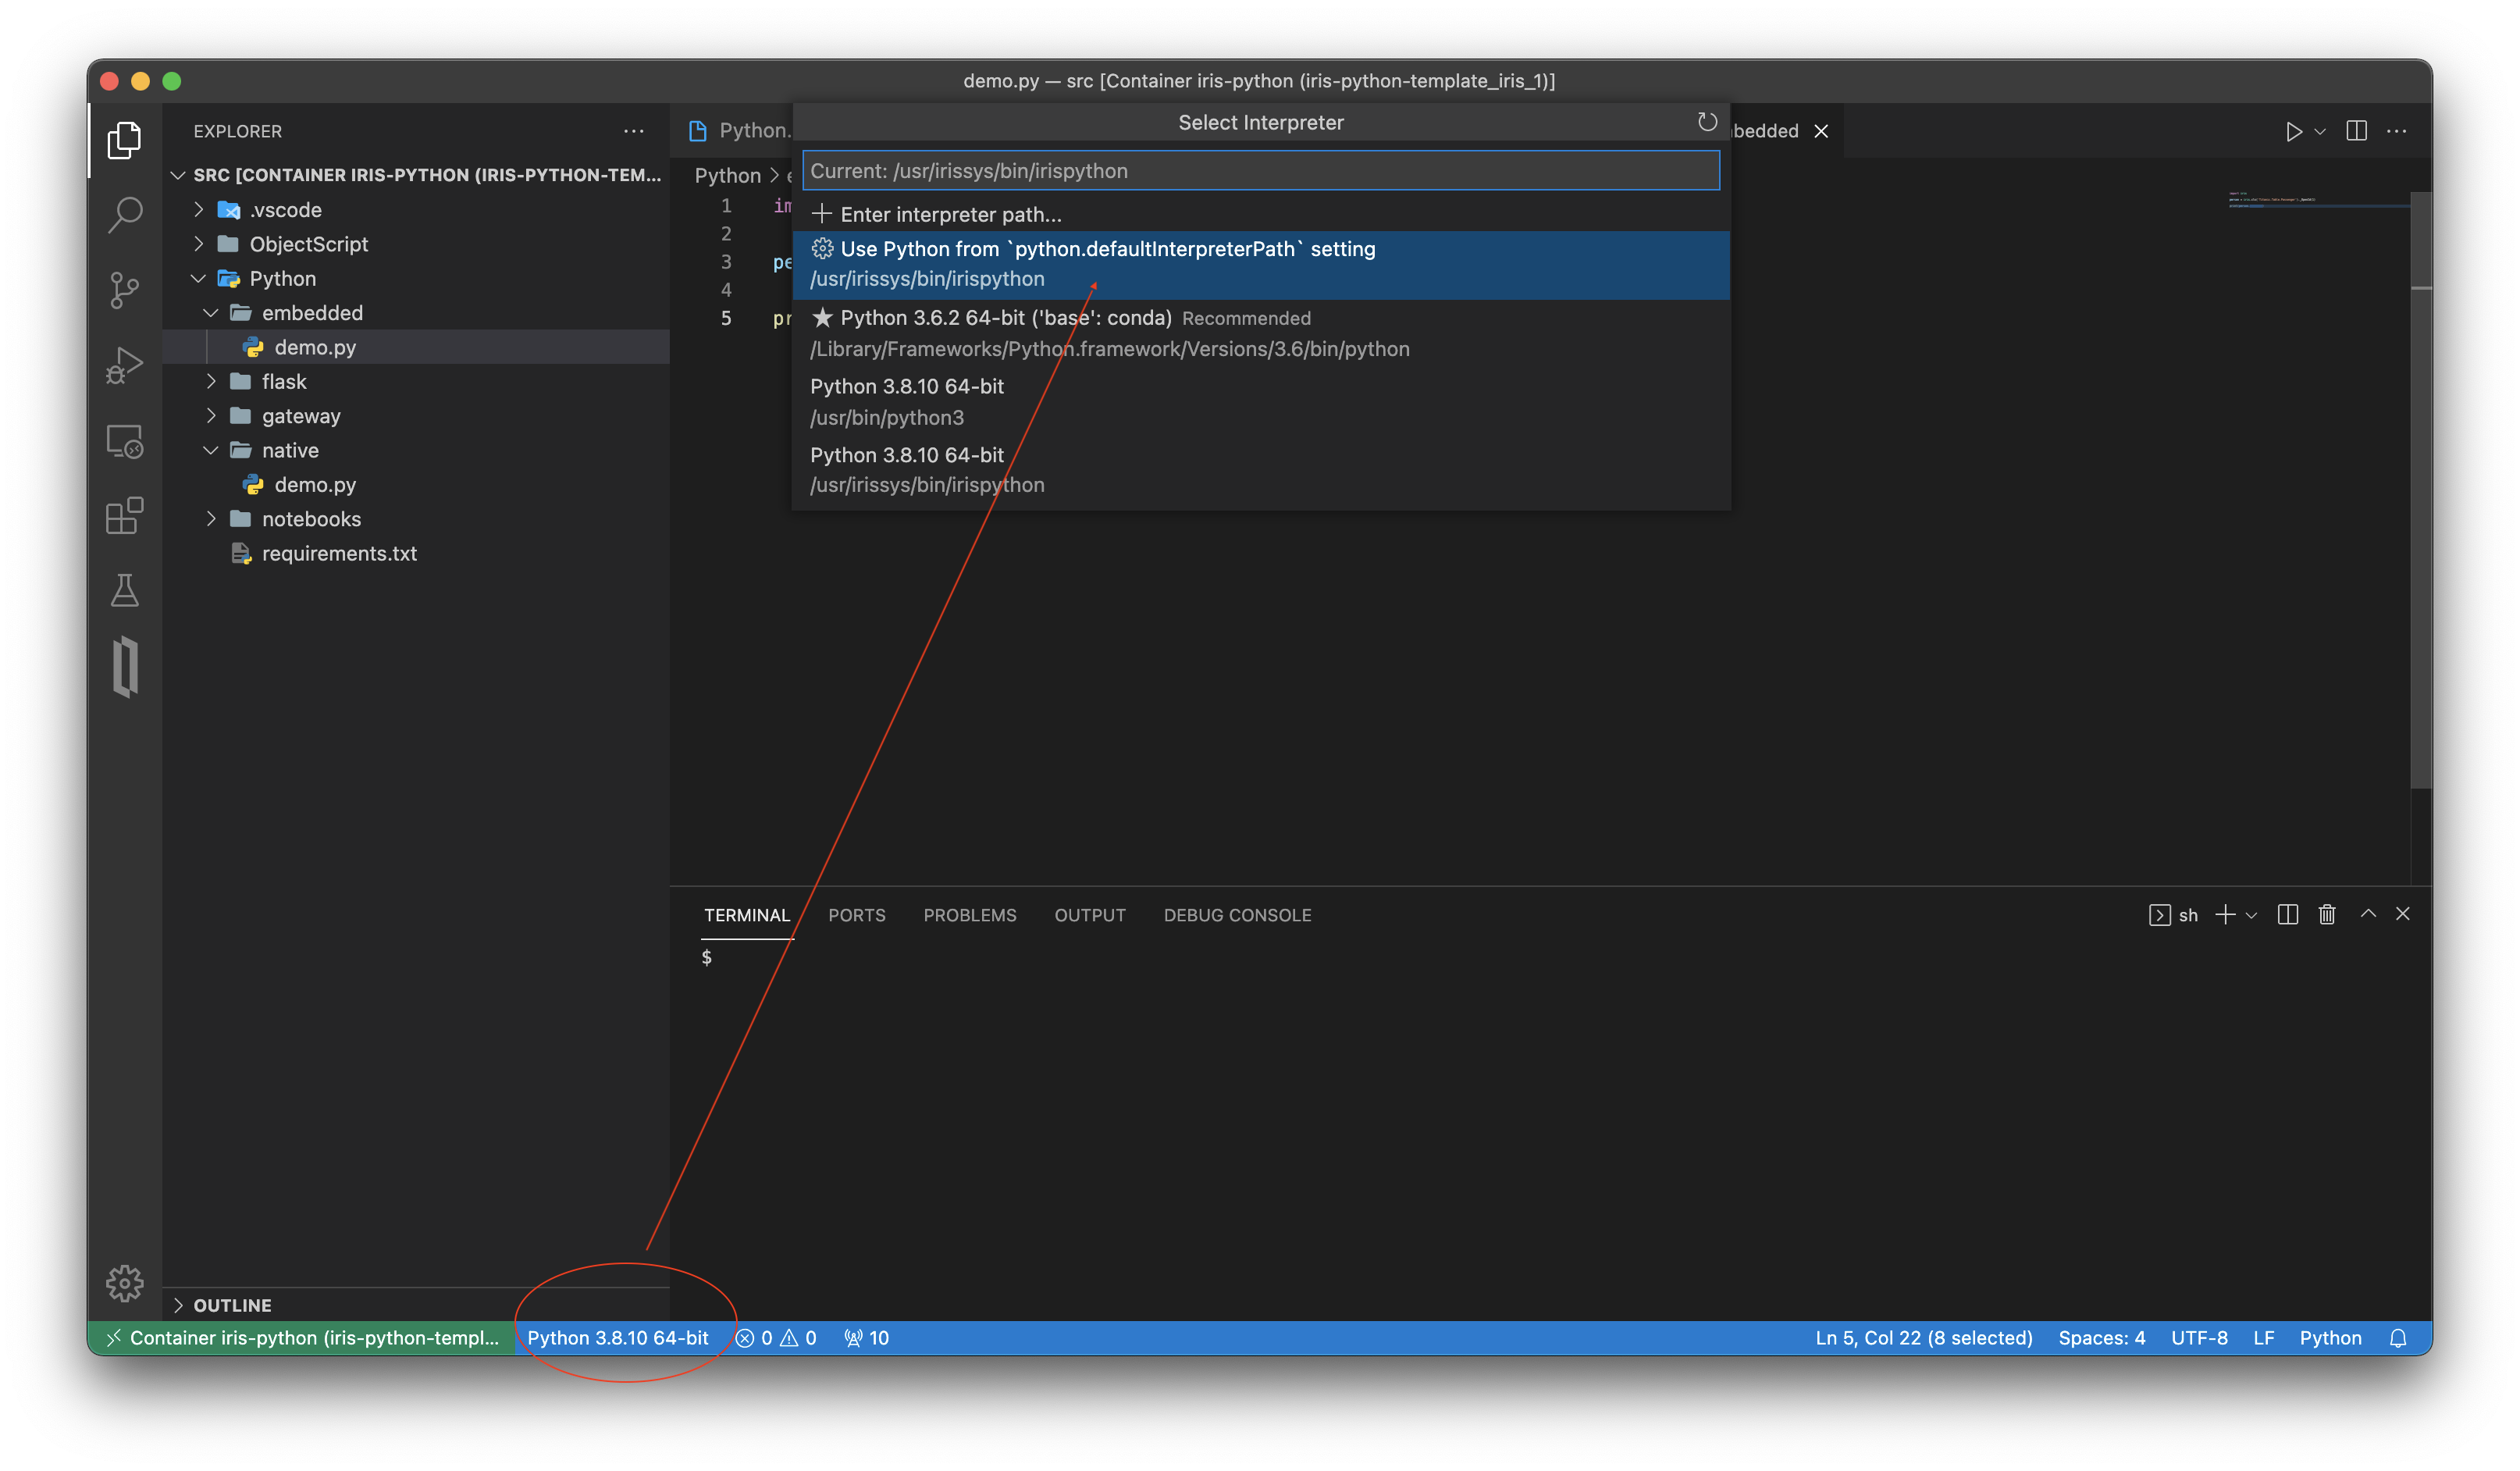 demo.py — src [Container iris-python (iris-python-template_iris_1)]
EXPLORER
SRC [CONTAINER IRIS-PYTHON (IRIS-PYTHON-TEM...
.vscode
ObjectScript
Python
embedded
demo.py
flask
gateway
native
demo.py
notebooks
requirements.txt
OUTLINE
Python.
bedded
Python > e
1 im
2
3 pe
4
5 pr
Select Interpreter
Current: /usr/irissys/bin/irispython
Enter interpreter path...
Use Python from `python.defaultInterpreterPath` setting
/usr/irissys/bin/irispython
Python 3.6.2 64-bit ('base': conda) Recommended
/Library/Frameworks/Python.framework/Versions/3.6/bin/python
Python 3.8.10 64-bit
/usr/bin/python3
Python 3.8.10 64-bit
/usr/irissys/bin/irispython
TERMINAL PORTS PROBLEMS OUTPUT DEBUG CONSOLE
sh
$
Container iris-python (iris-python-templ... Python 3.8.10 64-bit 0 0 10 Ln 5, Col 22 (8 selected) Spaces: 4 UTF-8 LF Python